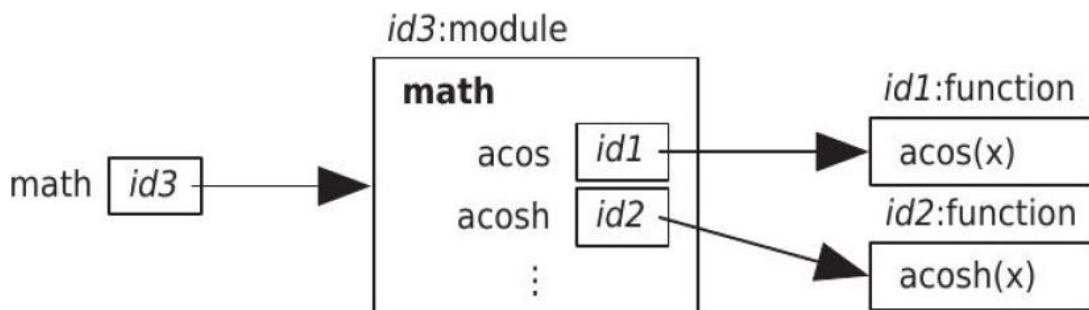 id3:module
math
id1:function
acos id1
acos(x)
math id3
id2:function
acosh id2
acosh(x)
⋮